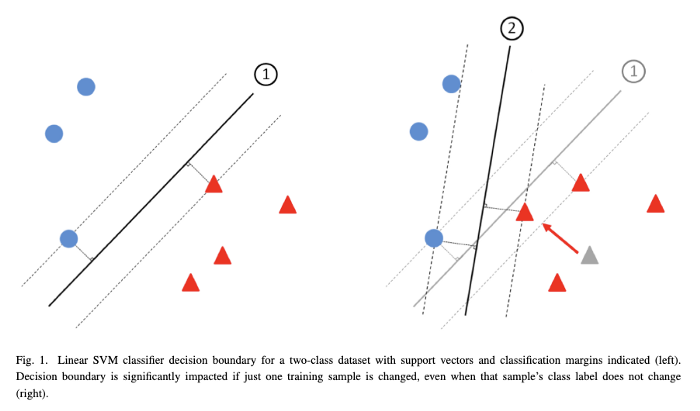 2
1
1
Fig. 1. Linear SVM classifier decision boundary for a two-class dataset with support vectors and classification margins indicated (left).
Decision boundary is significantly impacted if just one training sample is changed, even when that sample's class label does not change
(right).